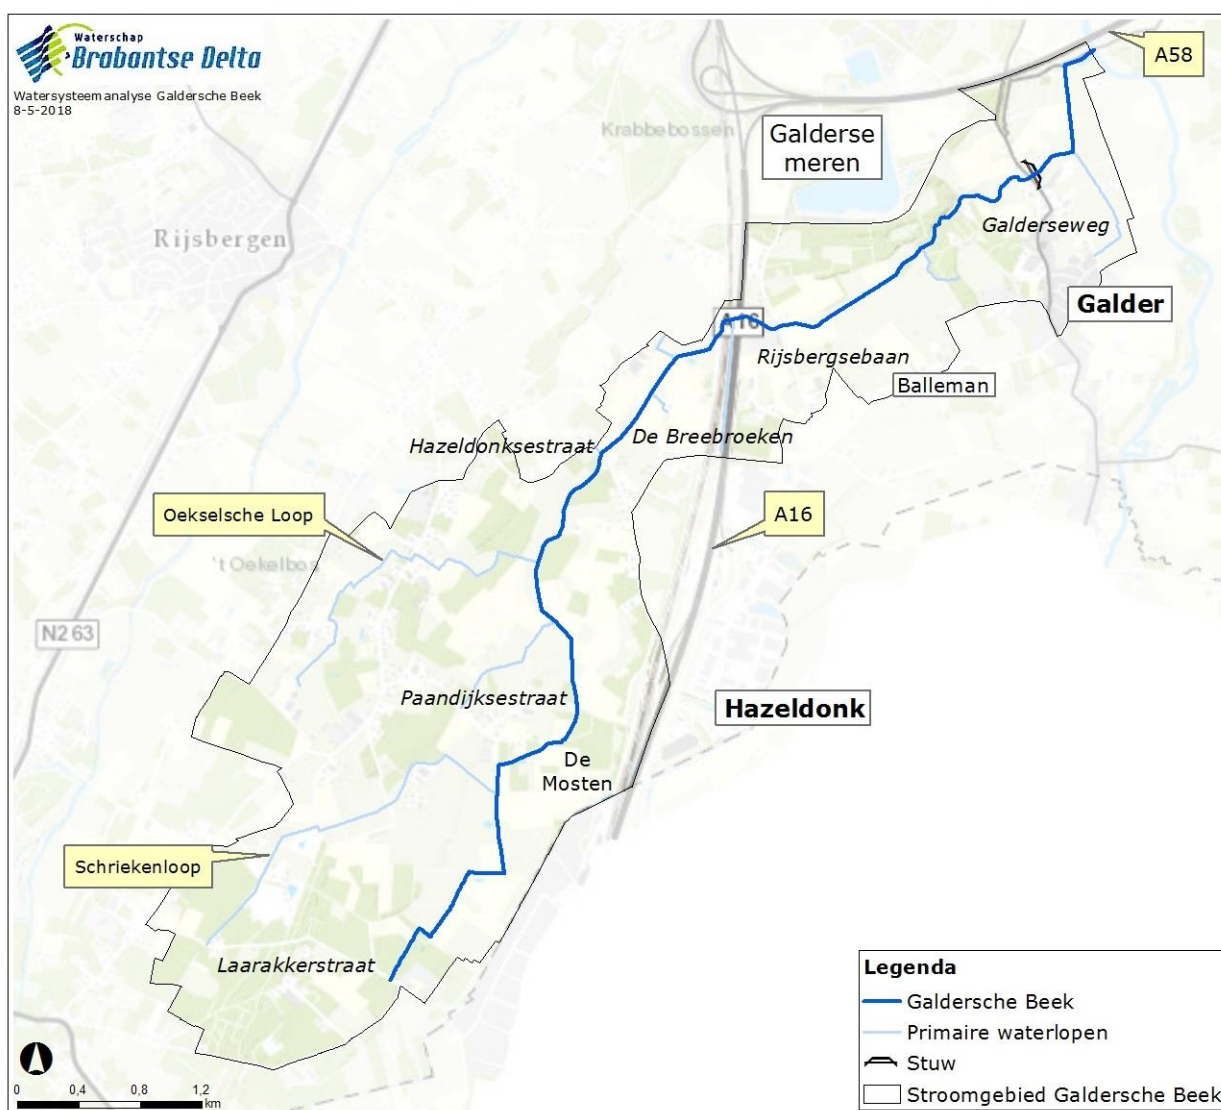 Waterschap
Brabantse Delta
Watersysteemanalyse Galdersche Beek
8-5-2018
A58
Krabbebossen
Galderse
meren
Rijsbergen
Galderseweg
Galder
A16
Rijsbergsebaan
Balleman
Hazeldonksestraat
De Breebroeken
Oekselsche Loop
A16
't Oekelbos
N263
Paandijksestraat
Hazeldonk
De
Mosten
Schriekenloop
Laarakkerstraat
Legenda
Galdersche Beek
Primaire waterlopen
Stuw
Stroomgebied Galdersche Beek
0 0,4 0,8 1,2
km